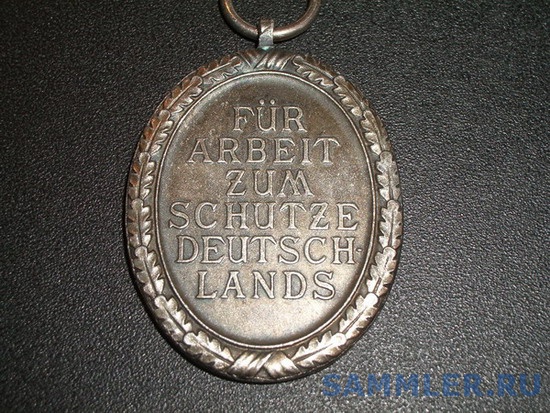 FÜR
ARBEIT
ZUM
SCHUTZE
DEUTSCH-
LANDS
SAMMLER.RU